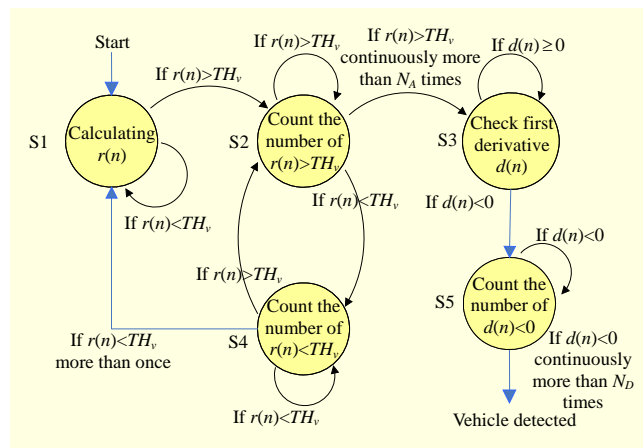 Start
If r(n)>THv
If r(n)>THv
If r(n)>THv
continuously more
than NA times
If d(n)≥0
S1
Calculating
r(n)
S2
Count the
number of
r(n)>THv
S3
Check first
derivative
d(n)
If r(n)<THv
If r(n)<THv
If d(n)<0
If d(n)<0
If r(n)>THv
S4
Count the
number of
r(n)<THv
S5
Count the
number of
d(n)<0
If r(n)<THv
more than once
If d(n)<0
continuously
more than ND
times
If r(n)<THv
Vehicle detected